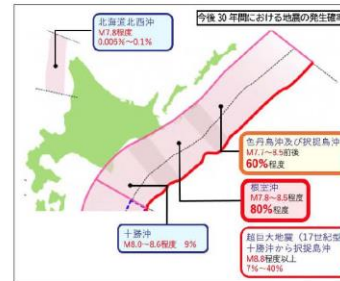 今後30年間における地震の発生確率
北海道北西沖
M7.8程度
0.006%～0.1%
色丹島沖及び択捉島沖
M7.7～8.5前後
60%程度
根室沖
M7.8～8.5程度
80%程度
十勝沖
M8.0～8.6程度 9%
超巨大地震（17世紀型）
十勝沖から択捉島沖
M8.8程度以上
7%～40%